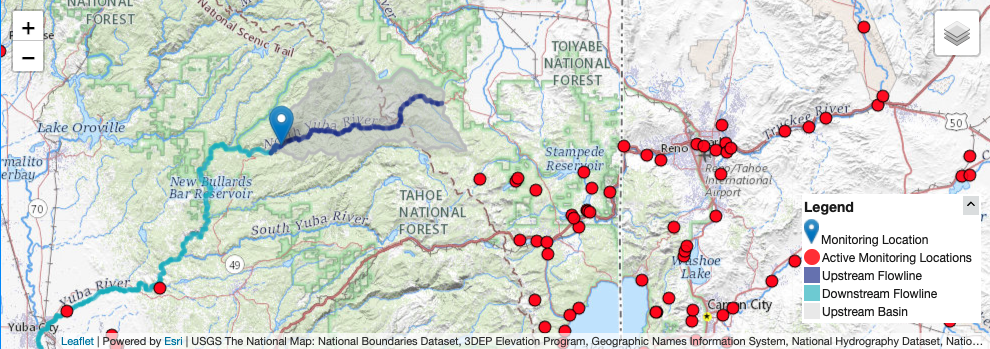 NATIONAL
FOREST
National Scenic Trail
+
−
TOIYABE
NATIONAL
FOREST
Lake Oroville
Yuba River
Truckee River
50
Reno
Stampede
Reservoir
Reno/Tahoe
International
Airport
New Bullards
Bar Reservoir
TAHOE
NATIONAL
FOREST
70
South Yuba River
49
Washoe
Lake
Yuba River
Yuba City
Carson City
Legend
Monitoring Location
Active Monitoring Locations
Upstream Flowline
Downstream Flowline
Upstream Basin
Leaflet | Powered by Esri | USGS The National Map: National Boundaries Dataset, 3DEP Elevation Program, Geographic Names Information System, National Hydrography Dataset, Natio…